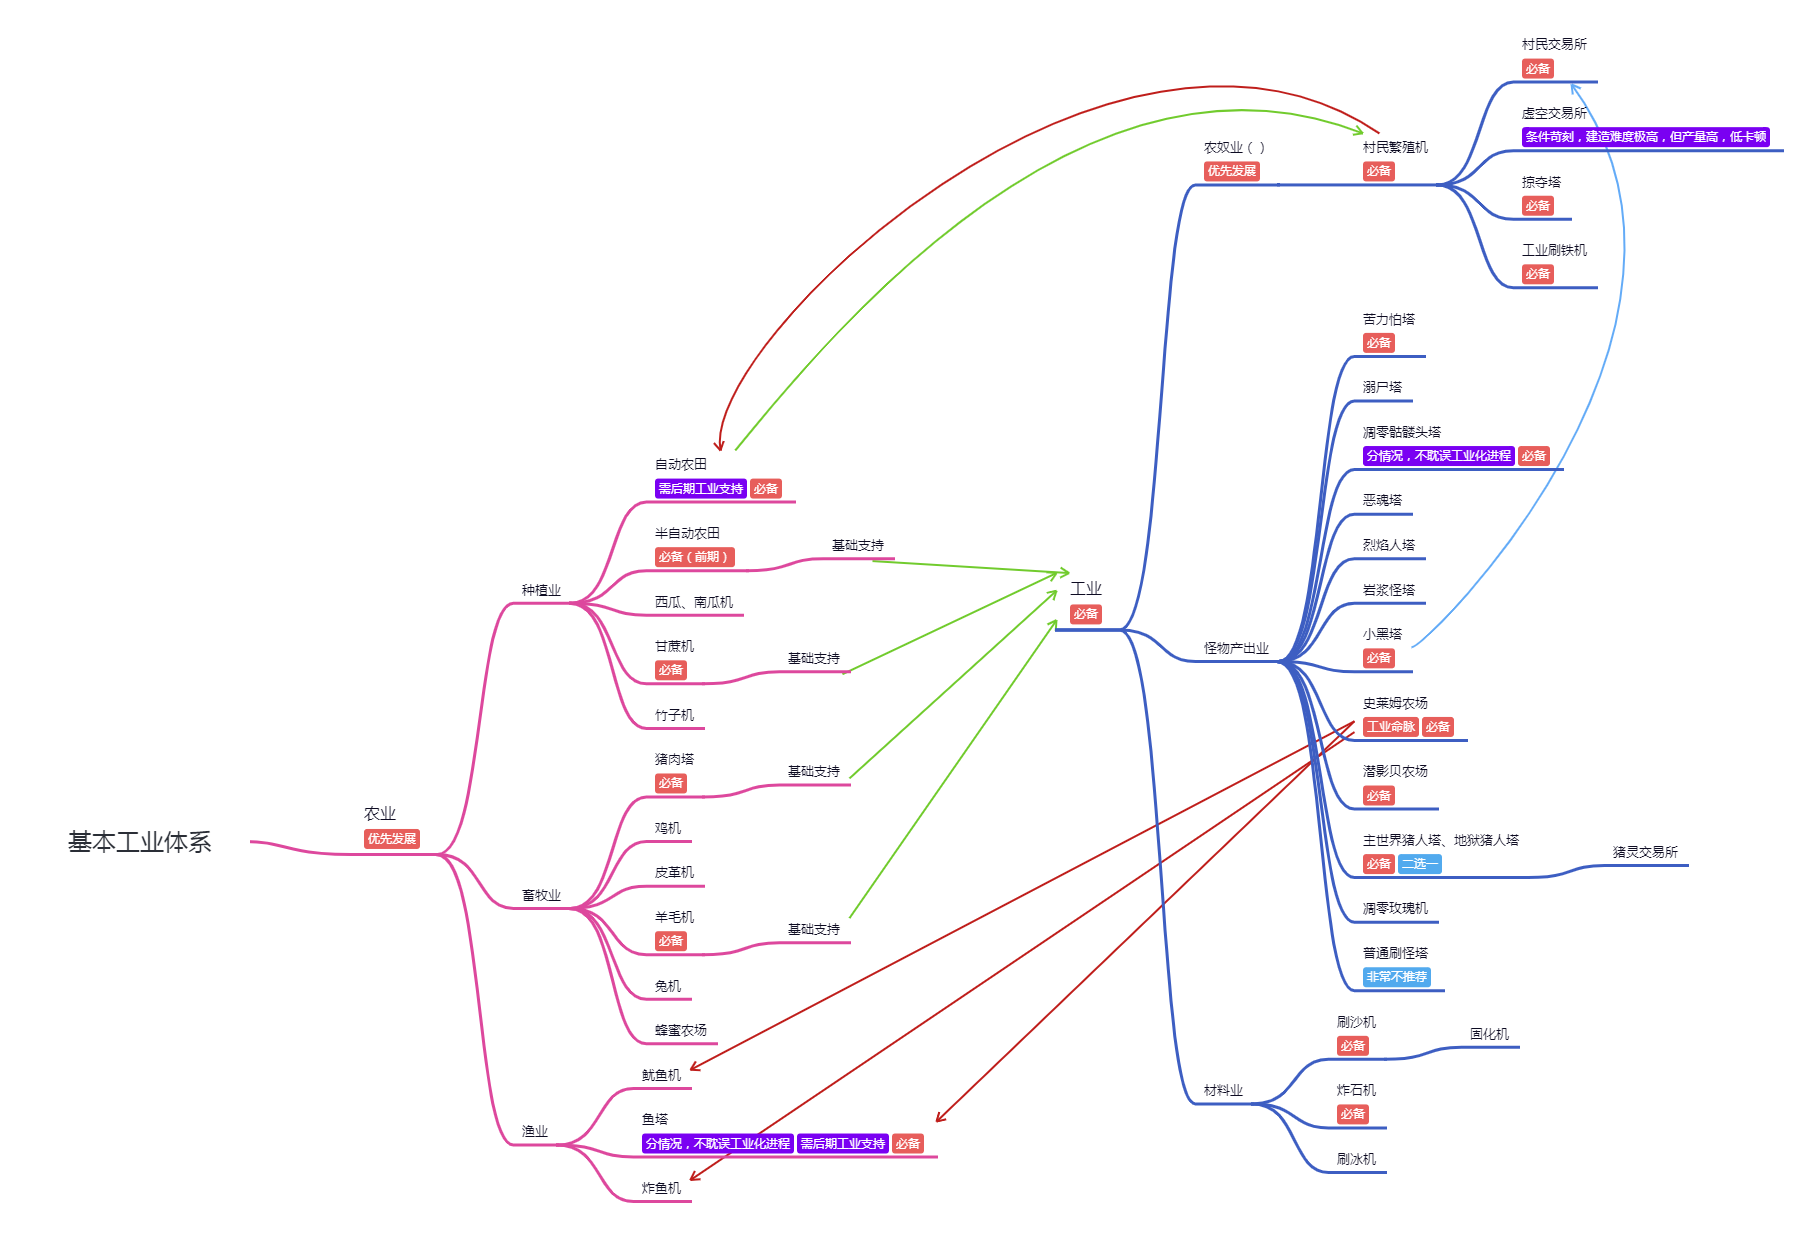 基本工业体系
农业
优先发展
种植业
自动农田
需后期工业支持 必备
半自动农田
必备（前期）
基础支持
西瓜、南瓜机
甘蔗机
必备
基础支持
竹子机
畜牧业
猪肉塔
必备
基础支持
鸡机
皮革机
羊毛机
必备
基础支持
兔机
蜂蜜农场
渔业
鱿鱼机
鱼塔
分情况，不耽误工业化进程 需后期工业支持 必备
炸鱼机
工业
必备
农奴业（ ）
优先发展
村民繁殖机
必备
村民交易所
必备
虚空交易所
条件苛刻，建造难度极高，但产量高，低卡顿
掠夺塔
必备
工业刷铁机
必备
怪物产出业
苦力怕塔
必备
溺尸塔
凋零骷髅头塔
分情况，不耽误工业化进程 必备
恶魂塔
烈焰人塔
岩浆怪塔
小黑塔
必备
史莱姆农场
工业命脉 必备
潜影贝农场
必备
主世界猪人塔、地狱猪人塔
必备 二选一
猪灵交易所
凋零玫瑰机
普通刷怪塔
非常不推荐
材料业
刷沙机
必备
固化机
炸石机
必备
刷冰机